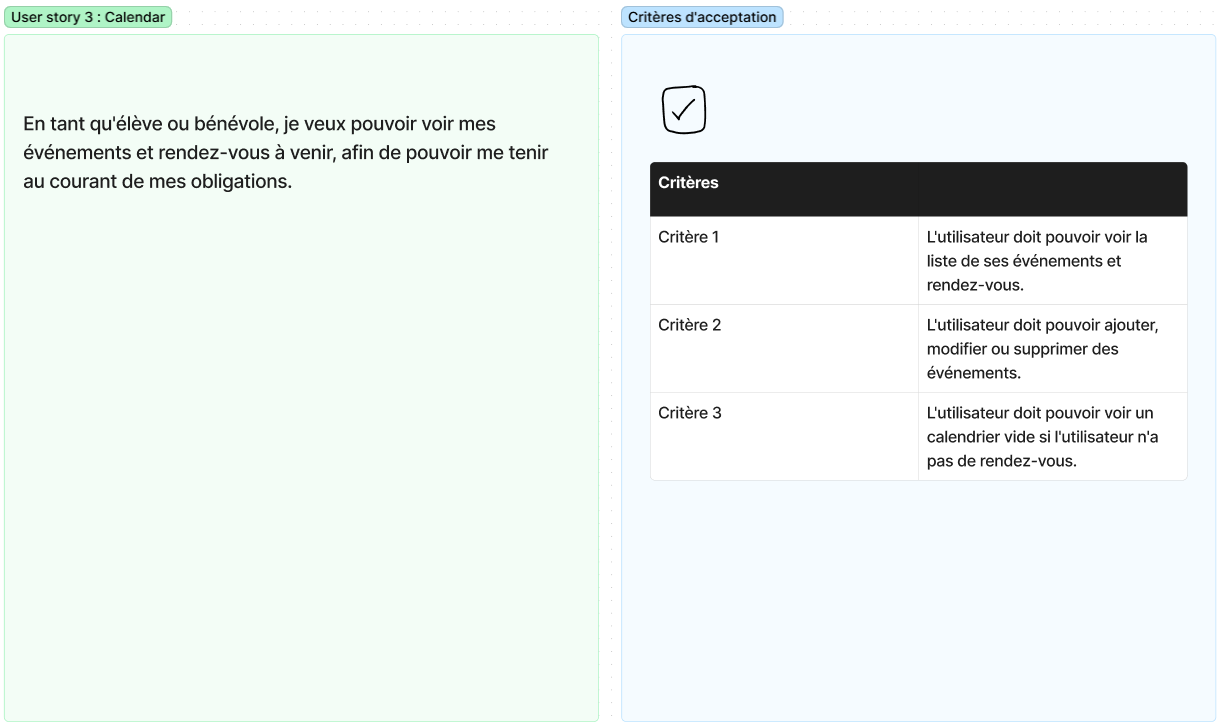 User story 3 : Calendar
En tant qu'élève ou bénévole, je veux pouvoir voir mes
événements et rendez-vous à venir, afin de pouvoir me tenir
au courant de mes obligations.
Critères d'acceptation
Critères
Critère 1
L'utilisateur doit pouvoir voir la
liste de ses événements et
rendez-vous.
Critère 2
L'utilisateur doit pouvoir ajouter,
modifier ou supprimer des
événements.
Critère 3
L'utilisateur doit pouvoir voir un
calendrier vide si l'utilisateur n'a
pas de rendez-vous.